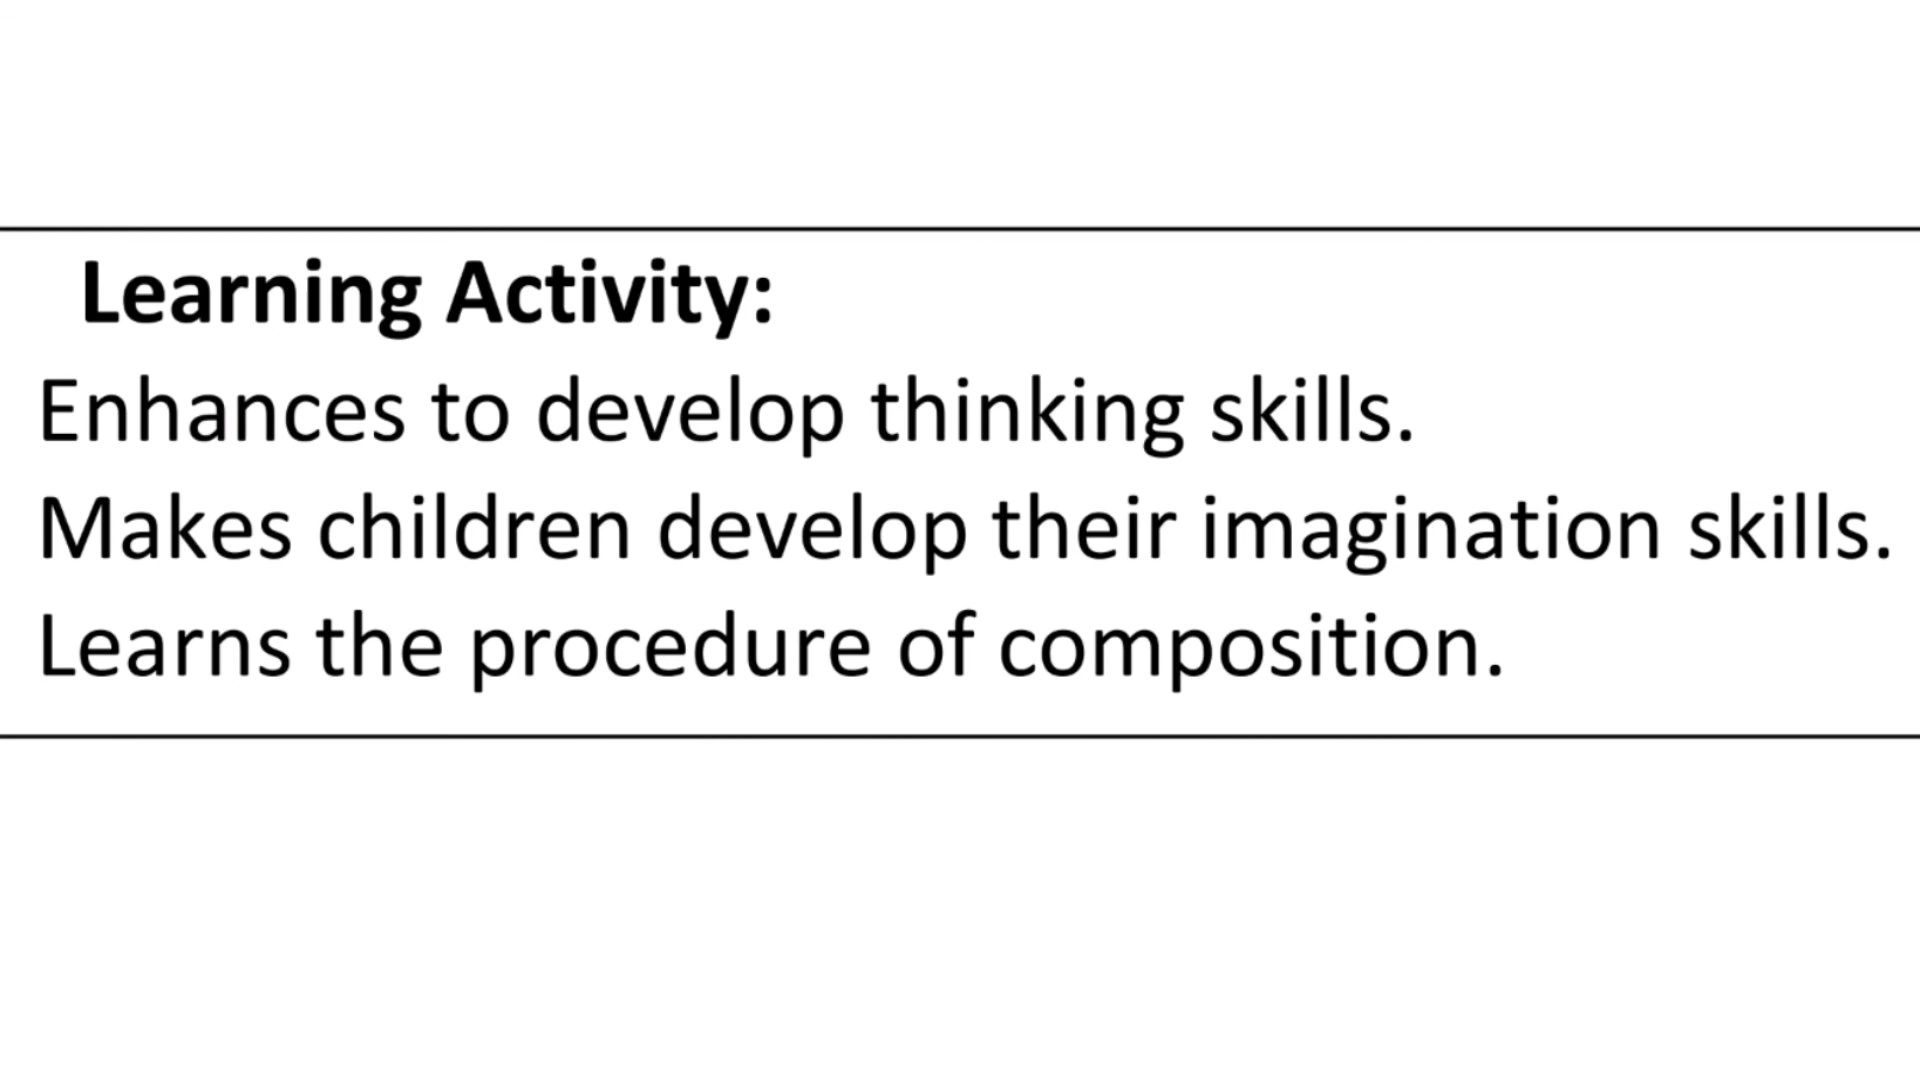 Learning Activity:
Enhances to develop thinking skills.
Makes children develop their imagination skills.
Learns the procedure of composition.